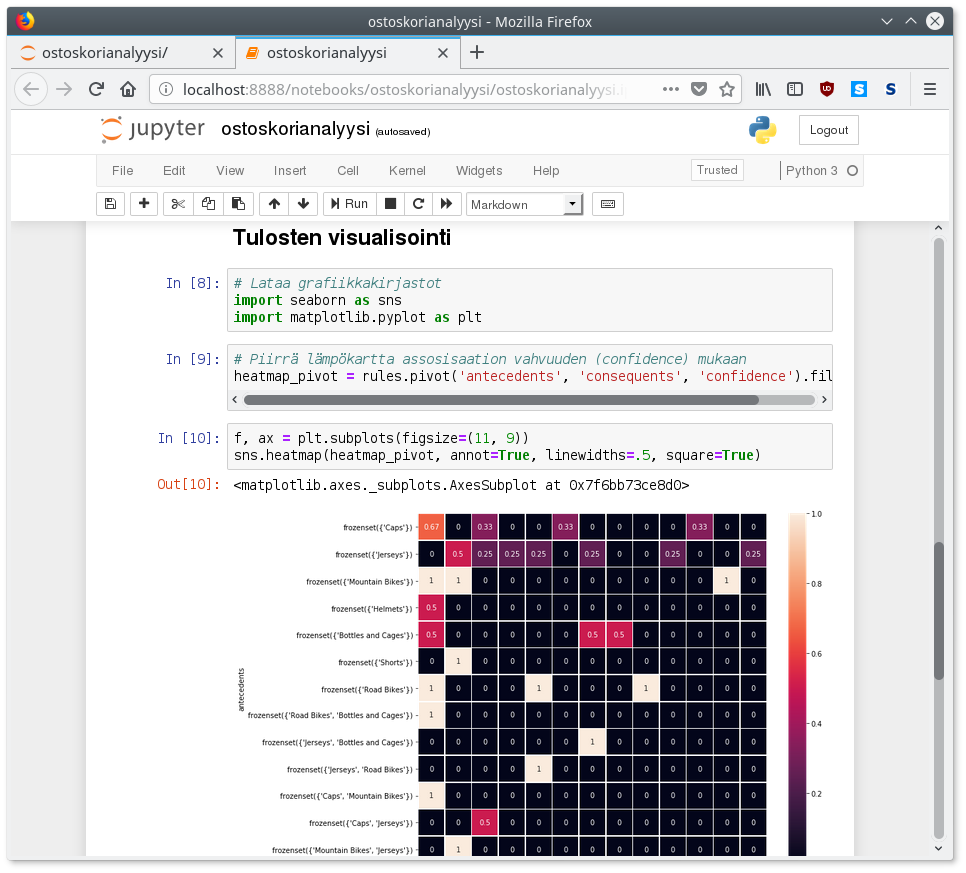 ostoskorianalyysi - Mozilla Firefox
ostoskorianalyysi/
ostoskorianalyysi
localhost:8888/notebooks/ostoskorianalyysi/ostoskorianalyysi.
jupyter ostoskorianalyysi (autosaved)
Logout
File Edit View Insert Cell Kernel Widgets Help
Trusted
Python 3
Run
Markdown
Tulosten visualisointi
In [8]: # Lataa grafiikkakirjastot
import seaborn as sns
import matplotlib.pyplot as plt
In [9]: # Piirrä lämpökartta assosisaation vahvuuden (confidence) mukaan
heatmap_pivot = rules.pivot('antecedents', 'consequents', 'confidence').fil
In [10]: f, ax = plt.subplots(figsize=(11, 9))
sns.heatmap(heatmap_pivot, annot=True, linewidths=.5, square=True)
Out[10]: <matplotlib.axes._subplots.AxesSubplot at 0x7f6bb73ce8d0>
frozenset({'Caps'}) 0.67 0 0.33 0 0 0.33 0 0 0 0 0.33 0 0
frozenset({'Jerseys'}) 0 0.5 0.25 0.25 0.25 0 0.25 0 0 0.25 0 0 0.25
frozenset({'Mountain Bikes'}) 1 1 0 0 0 0 0 0 0 0 0 1 0
frozenset({'Helmets'}) 0.5 0 0 0 0 0 0 0 0 0 0 0 0
frozenset({'Bottles and Cages'}) 0.5 0 0 0 0 0 0.5 0.5 0 0 0 0 0
frozenset({'Shorts'}) 0 1 0 0 0 0 0 0 0 0 0 0 0
frozenset({'Road Bikes'}) 1 0 0 0 1 0 0 0 1 0 0 0 0
frozenset({'Road Bikes', 'Bottles and Cages'}) 1 0 0 0 0 0 0 0 0 0 0 0 0
frozenset({'Jerseys', 'Bottles and Cages'}) 0 0 0 0 0 0 1 0 0 0 0 0 0
frozenset({'Jerseys', 'Road Bikes'}) 0 0 0 0 1 0 0 0 0 0 0 0 0
frozenset({'Caps', 'Mountain Bikes'}) 1 0 0 0 0 0 0 0 0 0 0 0 0
frozenset({'Caps', 'Jerseys'}) 0 0 0.5 0 0 0 0 0 0 0 0 0 0
frozenset({'Mountain Bikes', 'Jerseys'}) 0 1 0 0 0 0 0 0 0 0 0 0 0
antecedents
1.0
0.8
0.6
0.4
0.2